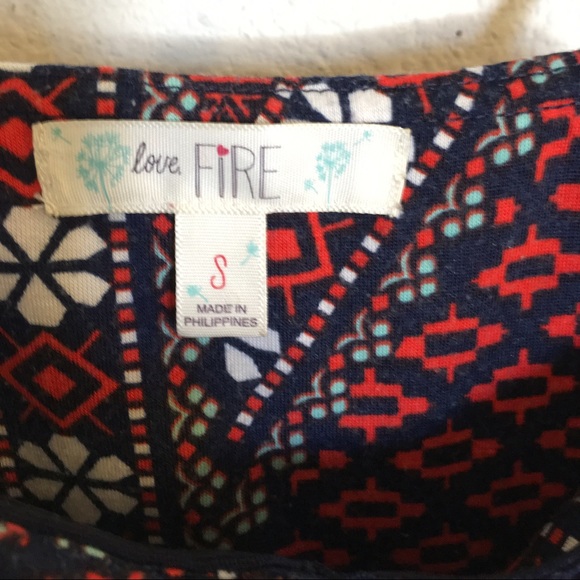 love, FiRE
S
MADE IN
PHILIPPINES